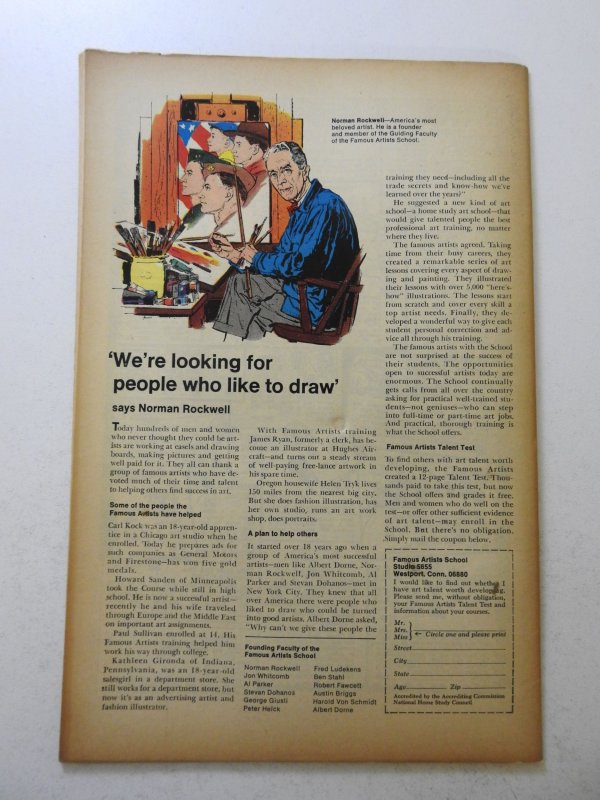 Norman Rockwell—America's most
beloved artist. He is a founder
and member of the Guiding Faculty
of the Famous Artists School.
'We're looking for
people who like to draw'
says Norman Rockwell
Today hundreds of men and women
who never thought they could be art-
ists are working at easels and drawing
boards, making pictures and getting
well paid for it. They all can thank a
group of famous artists who have de-
voted much of their time and talent
to helping others find success in art.
Some of the people the
Famous Artists have helped
Carl Kock was an 18-year-old appren-
tice in a Chicago art studio when he
enrolled. Today he prepares ads for
such companies as General Motors
and Firestone—has won five gold
medals.
Howard Sanden of Minneapolis
took the Course while still in high
school. He is now a successful artist—
recently he and his wife traveled
through Europe and the Middle East
on important art assignments.
Paul Sullivan enrolled at 14. His
Famous Artists training helped him
work his way through college.
Kathleen Gironda of Indiana,
Pennsylvania, was an 18-year-old
salesgirl in a department store. She
still works for a department store, but
now it's as an advertising artist and
fashion illustrator.
With Famous Artists training
James Ryan, formerly a clerk, has be-
come an illustrator at Hughes Air-
craft—and turns out a steady stream
of well-paying free-lance artwork in
his spare time.
Oregon housewife Helen Tryk lives
150 miles from the nearest big city.
But she does fashion illustration, has
her own studio, runs an art work
shop, does portraits.
A plan to help others
It started over 18 years ago when a
group of America's most successful
artists—men like Albert Dorne, Nor-
man Rockwell, Jon Whitcomb, Al
Parker and Stevan Dohanos—met in
New York City. They knew that all
over America there were people who
liked to draw who could be turned
into good artists. Albert Dorne asked,
"Why can't we give these people the
Founding Faculty of the
Famous Artists School
Norman Rockwell
Jon Whitcomb
Al Parker
Stevan Dohanos
George Giusti
Peter Helck
Fred Ludekens
Ben Stahl
Robert Fawcett
Austin Briggs
Harold Von Schmidt
Albert Dorne
training they need—including all the
trade secrets and know-how we've
learned over the years?"
He suggested a new kind of art
school—a home study art school—that
would give talented people the best
professional art training, no matter
where they live.
The famous artists agreed. Taking
time from their busy careers, they
created a remarkable series of art
lessons covering every aspect of draw-
ing and painting. They illustrated
their lessons with over 5,000 "here's-
how" illustrations. The lessons start
from scratch and cover every skill a
top artist needs. Finally, they de-
veloped a wonderful way to give each
student personal correction and ad-
vice all through his training.
The famous artists with the School
are not surprised at the success of
their students. The opportunities
open to successful artists today are
enormous. The School continually
gets calls from all over the country
asking for practical well-trained stu-
dents—not geniuses—who can step
into full-time or part-time art jobs.
And practical, thorough training is
what the School offers.
Famous Artists Talent Test
To find others with art talent worth
developing, the Famous Artists
created a 12-page Talent Test. Thou-
sands paid to take this test, but now
the School offers and grades it free.
Men and women who do well on the
test—or offer other sufficient evidence
of art talent—may enroll in the
School. But there's no obligation.
Simply mail the coupon below.
Famous Artists School
Studio 5855
Westport, Conn. 06880
I would like to find out whether I
have art talent worth developing.
Please send me, without obligation,
your Famous Artists Talent Test and
information about your courses.
Mr.
Mrs.
Miss
Circle one and please print
Street
City
State
Age Zip
Accredited by the Accrediting Commission
National Home Study Council